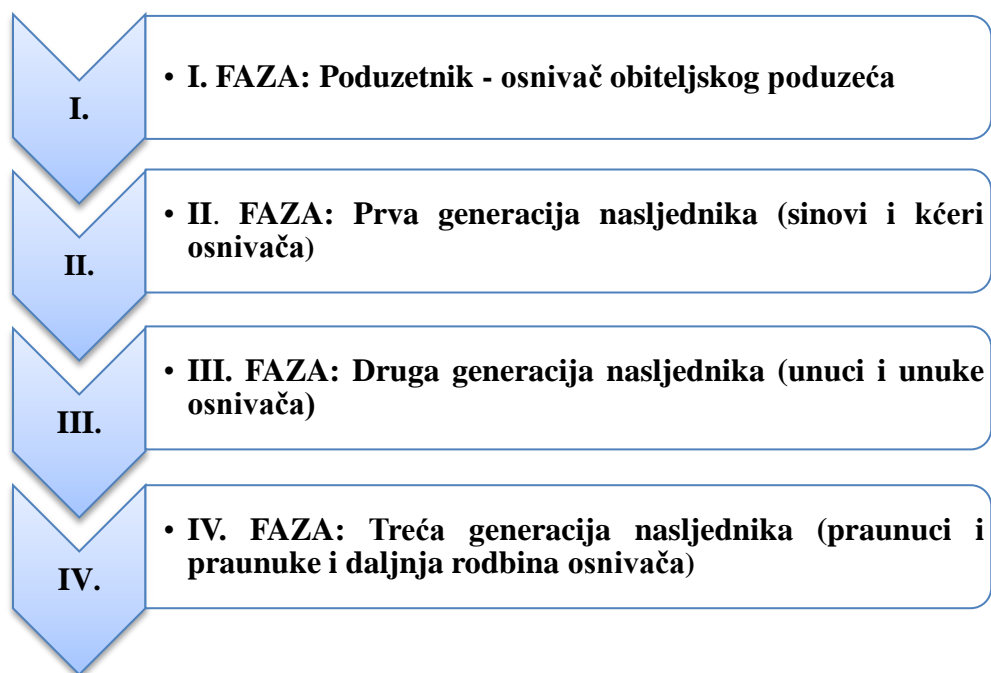 I.
• I. FAZA: Poduzetnik - osnivač obiteljskog poduzeća
II.
• II. FAZA: Prva generacija nasljednika (sinovi i kćeri
osnivača)
III.
• III. FAZA: Druga generacija nasljednika (unuci i unuke
osnivača)
IV.
• IV. FAZA: Treća generacija nasljednika (praunuci i
praunuke i daljnja rodbina osnivača)